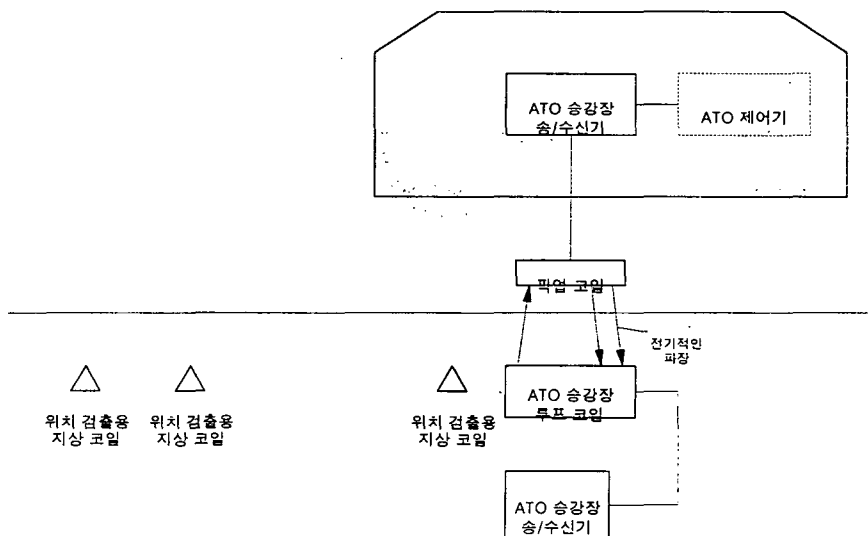 ATO 승강장
송/수신기
ATO 제어기
픽업 코일
전기적인
파장
위치 검출용
지상 코일
위치 검출용
지상 코일
위치 검출용
지상 코일
ATO 승강장
루프 코일
ATO 승강장
송/수신기